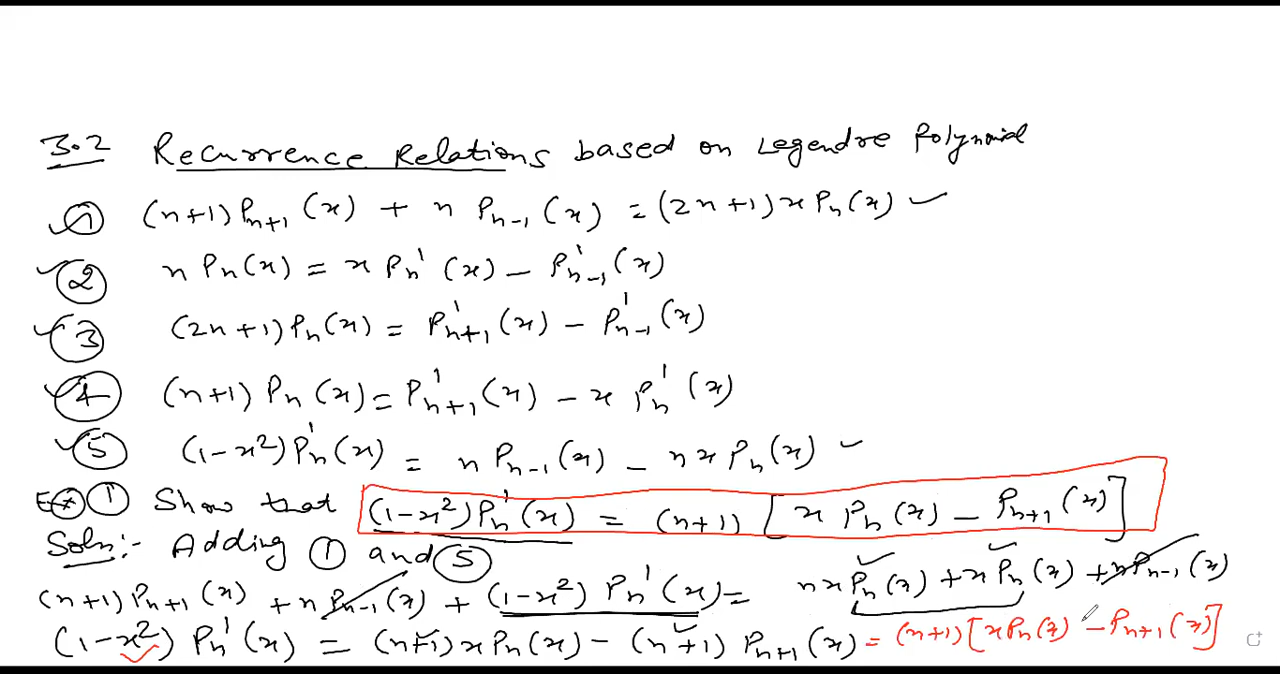 3.2 Recurrence Relations based on Legendre Polynomial
① (n+1) Pₙ₊₁(x) + n Pₙ₋₁(x) = (2n+1) x Pₙ(x) ✓
② n Pₙ(x) = x Pₙ'(x) − P'ₙ₋₁(x)
③ (2n+1) Pₙ(x) = P'ₙ₊₁(x) − P'ₙ₋₁(x)
④ (n+1) Pₙ(x) = P'ₙ₊₁(x) − x Pₙ'(x)
⑤ (1−x²) Pₙ'(x) = n Pₙ₋₁(x) − n x Pₙ(x) ✓
Ex ① Show that (1−x²) Pₙ'(x) = (n+1) [x Pₙ(x) − Pₙ₊₁(x)]
Soln:- Adding ① and ⑤
(n+1) Pₙ₊₁(x) + n Pₙ₋₁(x) + (1−x²) Pₙ'(x) = n x Pₙ(x) + x Pₙ(x) + n Pₙ₋₁(x)
(1−x²) Pₙ'(x) = (n+1) x Pₙ(x) − (n+1) Pₙ₊₁(x) = (n+1) [x Pₙ(x) − Pₙ₊₁(x)]